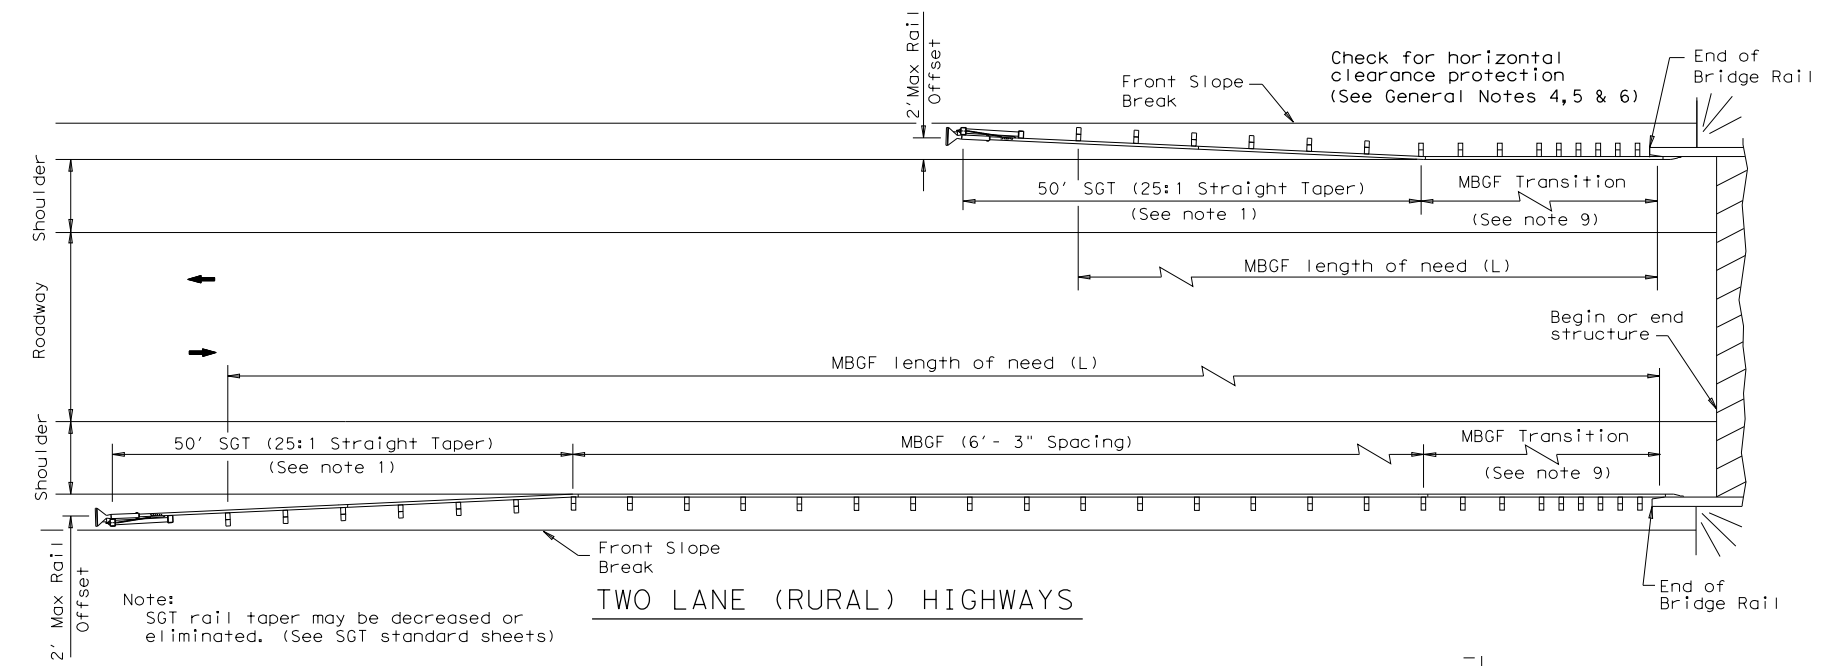 2' Max Rail
Offset
Check for horizontal
clearance protection
(See General Notes 4,5 & 6)
End of
Bridge Rail
Front Slope
Break
Shoulder
50' SGT (25:1 Straight Taper)
(See note 1)
MBGF Transition
(See note 9)
MBGF length of need (L)
Roadway
Begin or end
structure
MBGF length of need (L)
Shoulder
50' SGT (25:1 Straight Taper)
(See note 1)
MBGF (6'- 3" Spacing)
MBGF Transition
(See note 9)
2' Max Rail
Offset
Front Slope
Break
End of
Bridge Rail
Note:
SGT rail taper may be decreased or
eliminated. (See SGT standard sheets)
TWO LANE (RURAL) HIGHWAYS